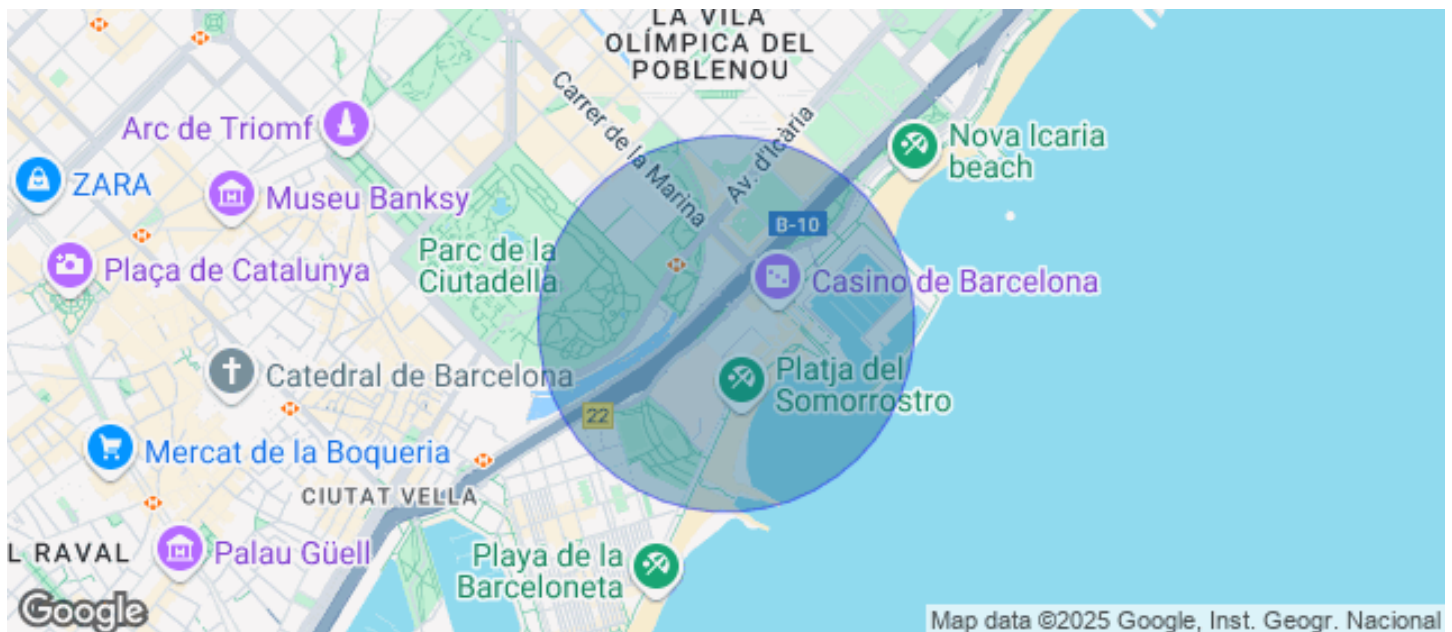 LA VILA
OLÍMPICA DEL
POBLENOU
Carrer de la Marina
Av. d'Icària
Arc de Triomf
Nova Icaria
beach
ZARA
Museu Banksy
B-10
Parc de la
Ciutadella
Plaça de Catalunya
Casino de Barcelona
Catedral de Barcelona
Platja del
Somorrostro
22
Mercat de la Boqueria
CIUTAT VELLA
L RAVAL
Palau Güell
Playa de la
Barceloneta
Google
Map data ©2025 Google, Inst. Geogr. Nacional